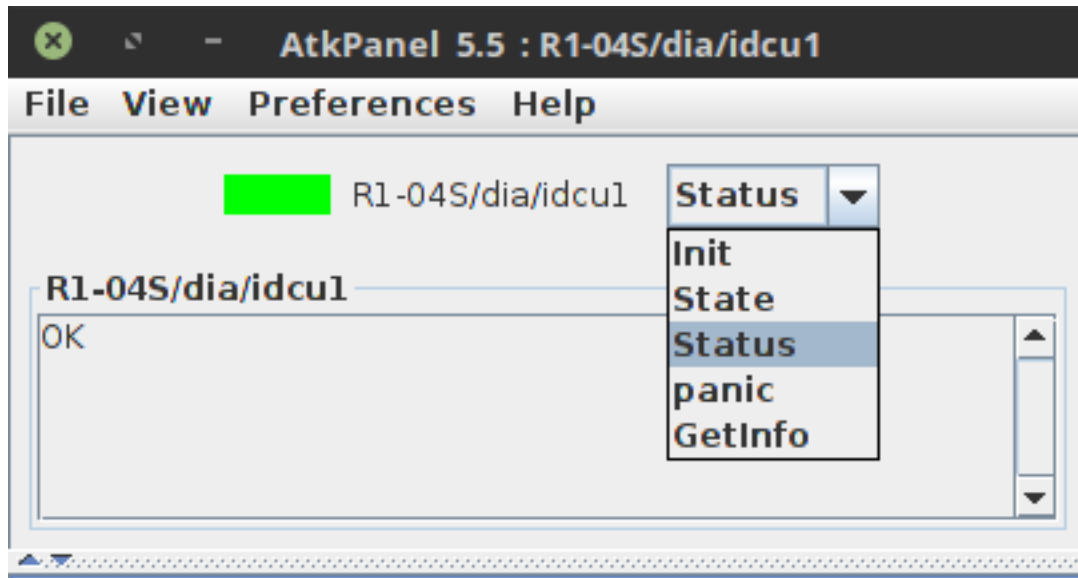 AtkPanel 5.5 : R1-04S/dia/idcu1
File View Preferences Help
R1-04S/dia/idcu1 Status
Init
State
Status
panic
GetInfo
R1-04S/dia/idcu1
OK